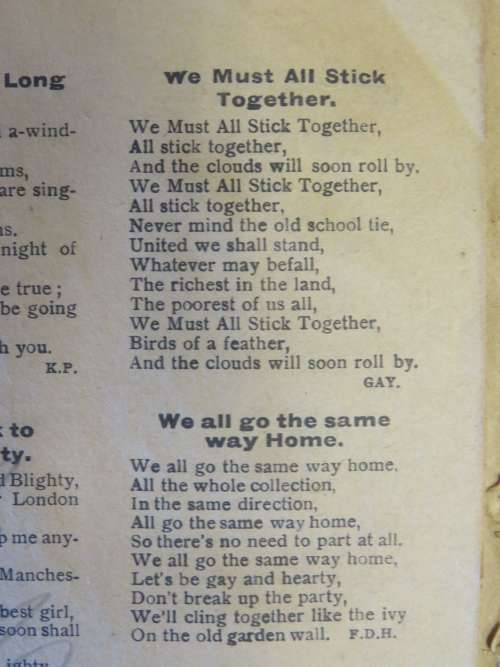 Long
a-wind-
ms,
are sing-
ns.
night of
e true ;
be going
h you.
K.P.
k to
ty.
d Blighty,
London
p me any-
Manches-
best girl,
soon shall
ighty
We Must All Stick
Together.
We Must All Stick Together,
All stick together,
And the clouds will soon roll by.
We Must All Stick Together,
All stick together,
Never mind the old school tie,
United we shall stand,
Whatever may befall,
The richest in the land,
The poorest of us all,
We Must All Stick Together,
Birds of a feather,
And the clouds will soon roll by.
GAY.
We all go the same
way Home.
We all go the same way home.
All the whole collection,
In the same direction,
All go the same way home,
So there's no need to part at all.
We all go the same way home,
Let's be gay and hearty,
Don't break up the party,
We'll cling together like the ivy
On the old garden wall. F.D.H.